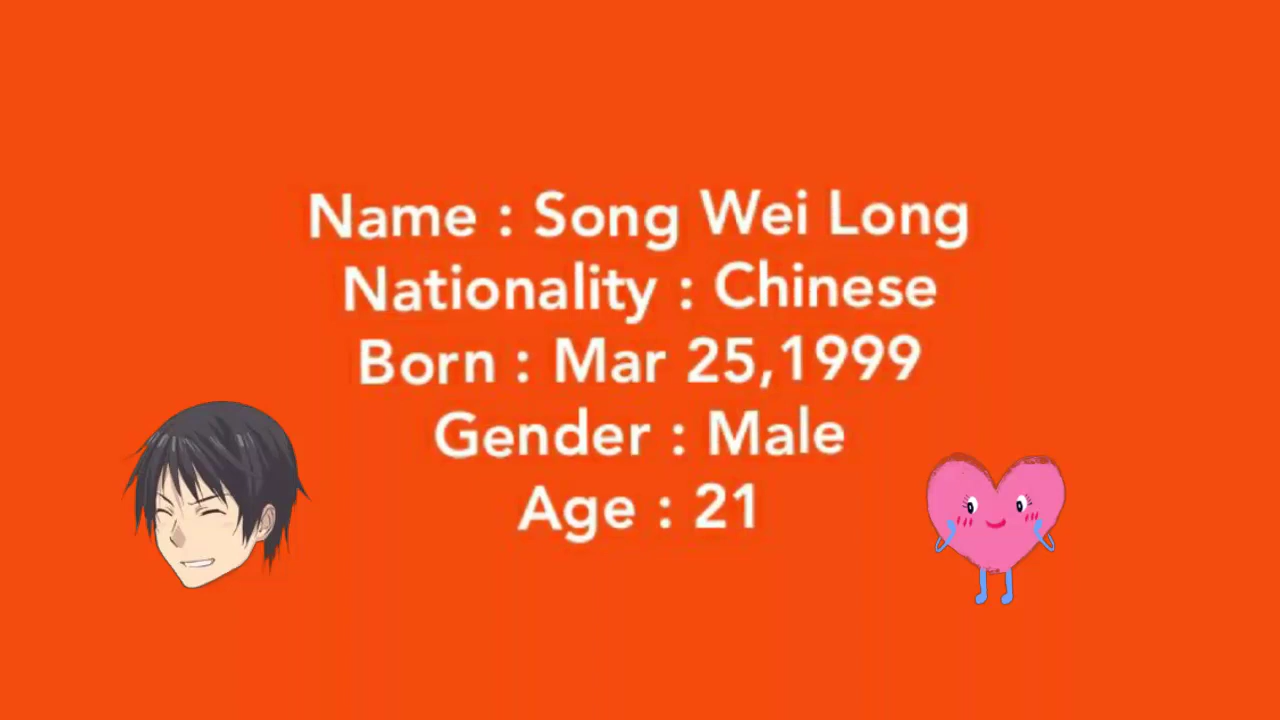 Name : Song Wei Long
Nationality : Chinese
Born : Mar 25,1999
Gender : Male
Age : 21